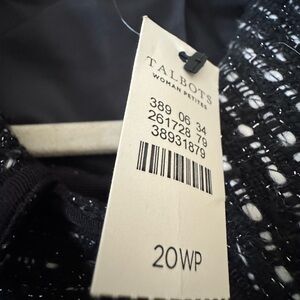 TALBOTS
WOMAN PETITES
389 06 34
261728 79
38931879
20WP